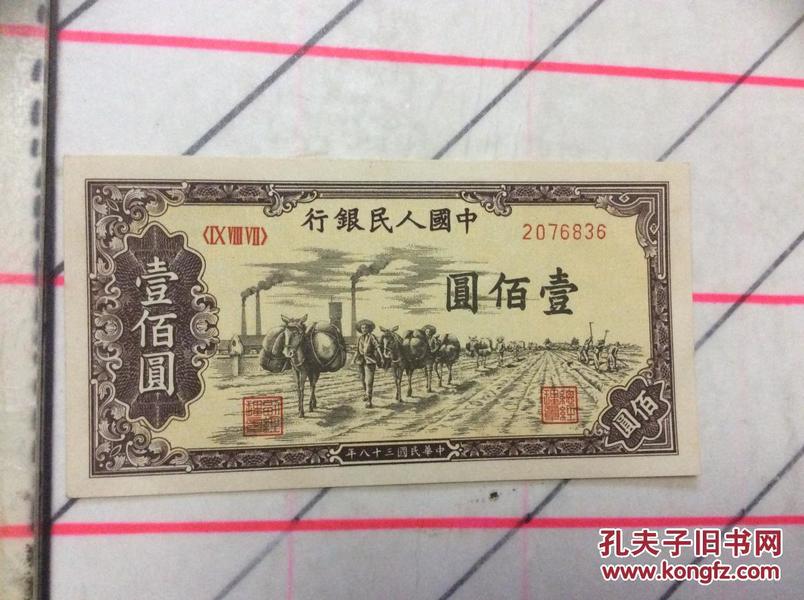 行銀民人國中
〈IX VIII VII〉
2076836
圓佰壹
壹佰圓
佰圓
年八十三國民華中
孔夫子旧书网
www.kongfz.com